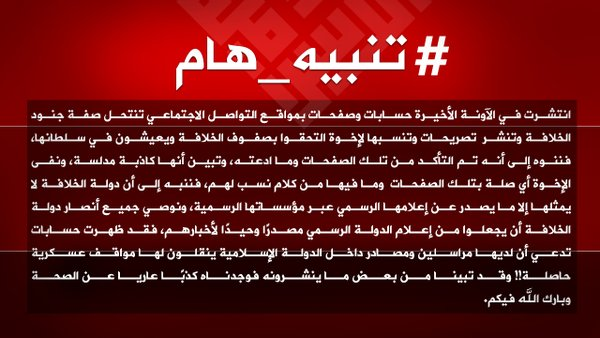 #تنبيه_هام
انتشرت في الآونة الأخيرة حسابات وصفحات بمواقع التواصل الاجتماعي تنتحل صفة جنود
الخلافة وتنشر تصريحات وتنسبها لإخوة التحقوا بصفوف الخلافة ويعيشون في سلطانها،
فننوه إلى أنه تم التأكد من تلك الصفحات وما ادعته، وتبين أنها كاذبة مدلسة، ونفى
الإخوة أي صلة بتلك الصفحات وما فيها من كلام نسب لهم، فننبه إلى أن دولة الخلافة لا
يمثلها إلا ما يصدر عن إعلامها الرسمي عبر مؤسساتها الرسمية، ونوصي جميع أنصار دولة
الخلافة أن يجعلوا من إعلام الدولة الرسمي مصدرًا وحيدًا لأخبارهم، فقد ظهرت حسابات
تدعي أن لديها مراسلين ومصادر داخل الدولة الإسلامية ينقلون لها مواقف عسكرية
حاصلة!! وقد تبينا من بعض ما ينشرونه فوجدناه كذبًا عاريا عن الصحة
وبارك الله فيكم.